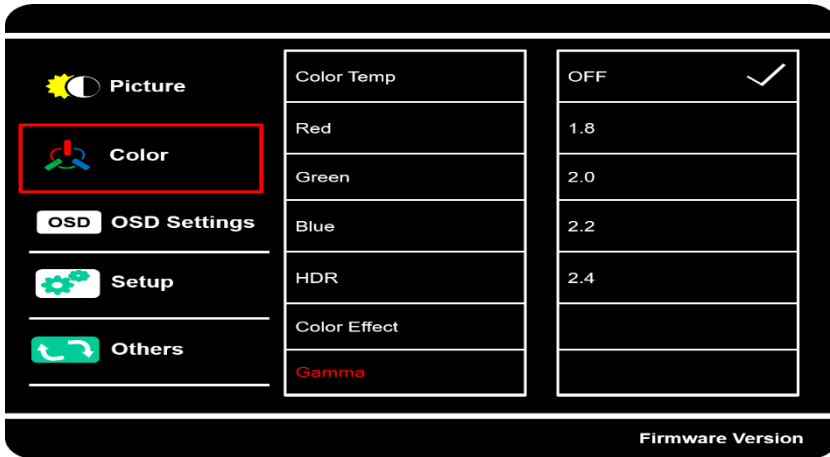 Picture
Color
OSD OSD Settings
Setup
Others
Color Temp
Red
Green
Blue
HDR
Color Effect
Gamma
OFF
1.8
2.0
2.2
2.4
Firmware Version